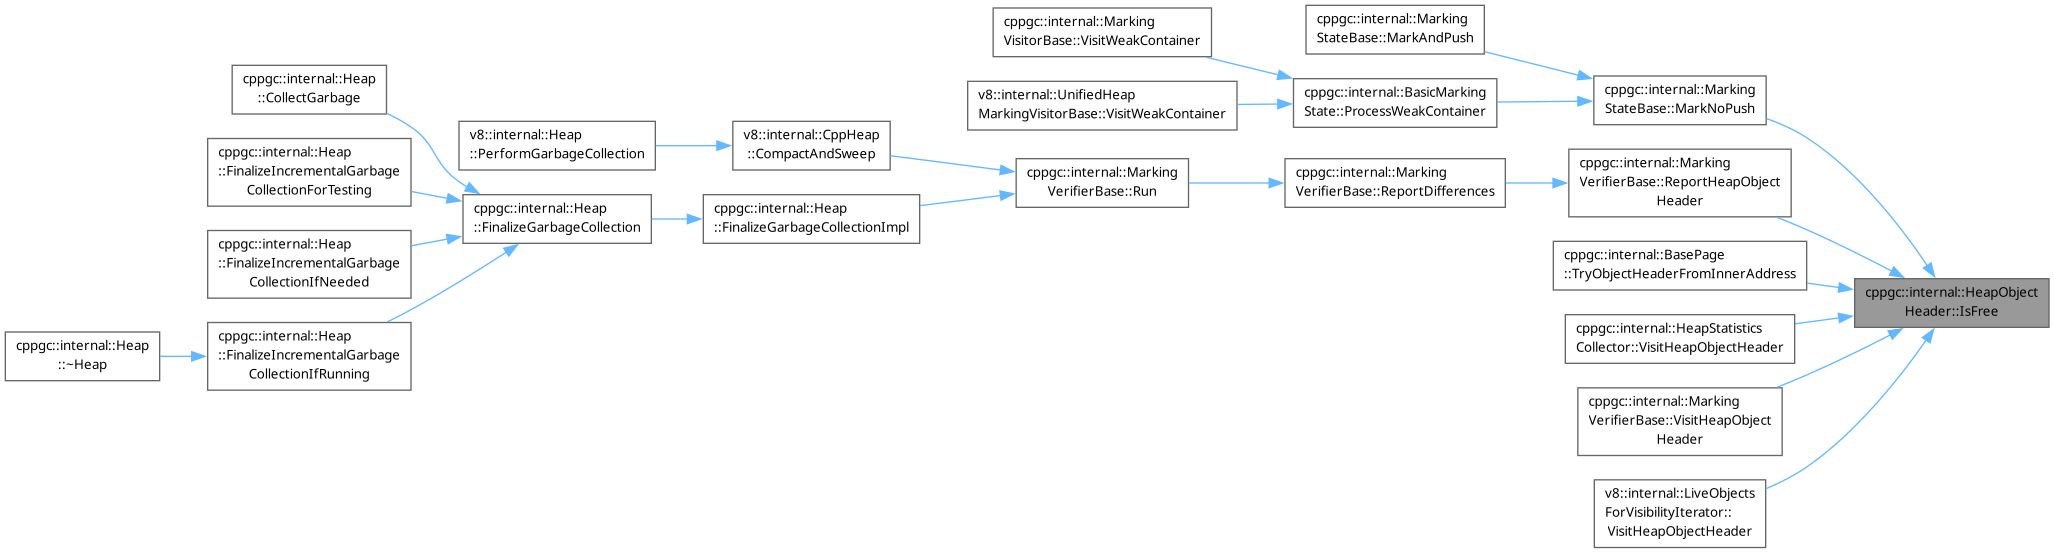 cppgc::internal::Marking
VisitorBase::VisitWeakContainer
cppgc::internal::Marking
StateBase::MarkAndPush
cppgc::internal::Heap
::CollectGarbage
v8::internal::UnifiedHeap
MarkingVisitorBase::VisitWeakContainer
cppgc::internal::BasicMarking
State::ProcessWeakContainer
cppgc::internal::Marking
StateBase::MarkNoPush
cppgc::internal::Heap
::FinalizeIncrementalGarbage
CollectionForTesting
v8::internal::Heap
::PerformGarbageCollection
v8::internal::CppHeap
::CompactAndSweep
cppgc::internal::Marking
VerifierBase::Run
cppgc::internal::Marking
VerifierBase::ReportDifferences
cppgc::internal::Marking
VerifierBase::ReportHeapObject
Header
cppgc::internal::Heap
::FinalizeGarbageCollection
cppgc::internal::Heap
::FinalizeGarbageCollectionImpl
cppgc::internal::Heap
::FinalizeIncrementalGarbage
CollectionIfNeeded
cppgc::internal::BasePage
::TryObjectHeaderFromInnerAddress
cppgc::internal::HeapObject
Header::IsFree
cppgc::internal::Heap
::~Heap
cppgc::internal::Heap
::FinalizeIncrementalGarbage
CollectionIfRunning
cppgc::internal::HeapStatistics
Collector::VisitHeapObjectHeader
cppgc::internal::Marking
VerifierBase::VisitHeapObject
Header
v8::internal::LiveObjects
ForVisibilityIterator::
VisitHeapObjectHeader